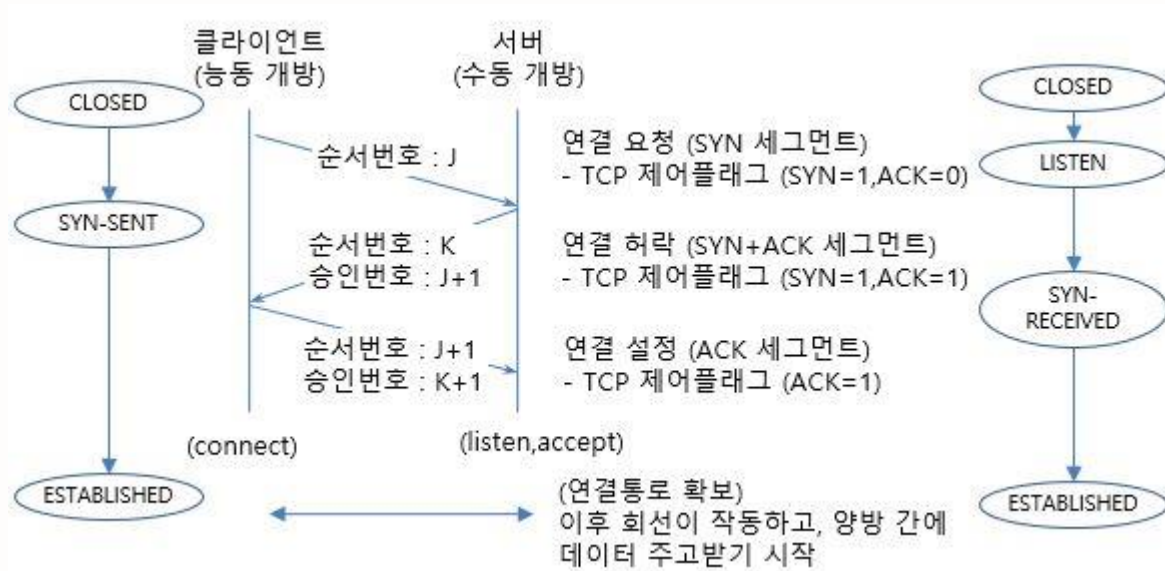 클라이언트
(능동 개방)
서버
(수동 개방)
CLOSED
SYN-SENT
ESTABLISHED
순서번호 : J
순서번호 : K
승인번호 : J+1
순서번호 : J+1
승인번호 : K+1
(connect)
(listen,accept)
연결 요청 (SYN 세그먼트)
- TCP 제어플래그 (SYN=1,ACK=0)
연결 허락 (SYN+ACK 세그먼트)
- TCP 제어플래그 (SYN=1,ACK=1)
연결 설정 (ACK 세그먼트)
- TCP 제어플래그 (ACK=1)
(연결통로 확보)
이후 회선이 작동하고, 양방 간에
데이터 주고받기 시작
CLOSED
LISTEN
SYN-
RECEIVED
ESTABLISHED